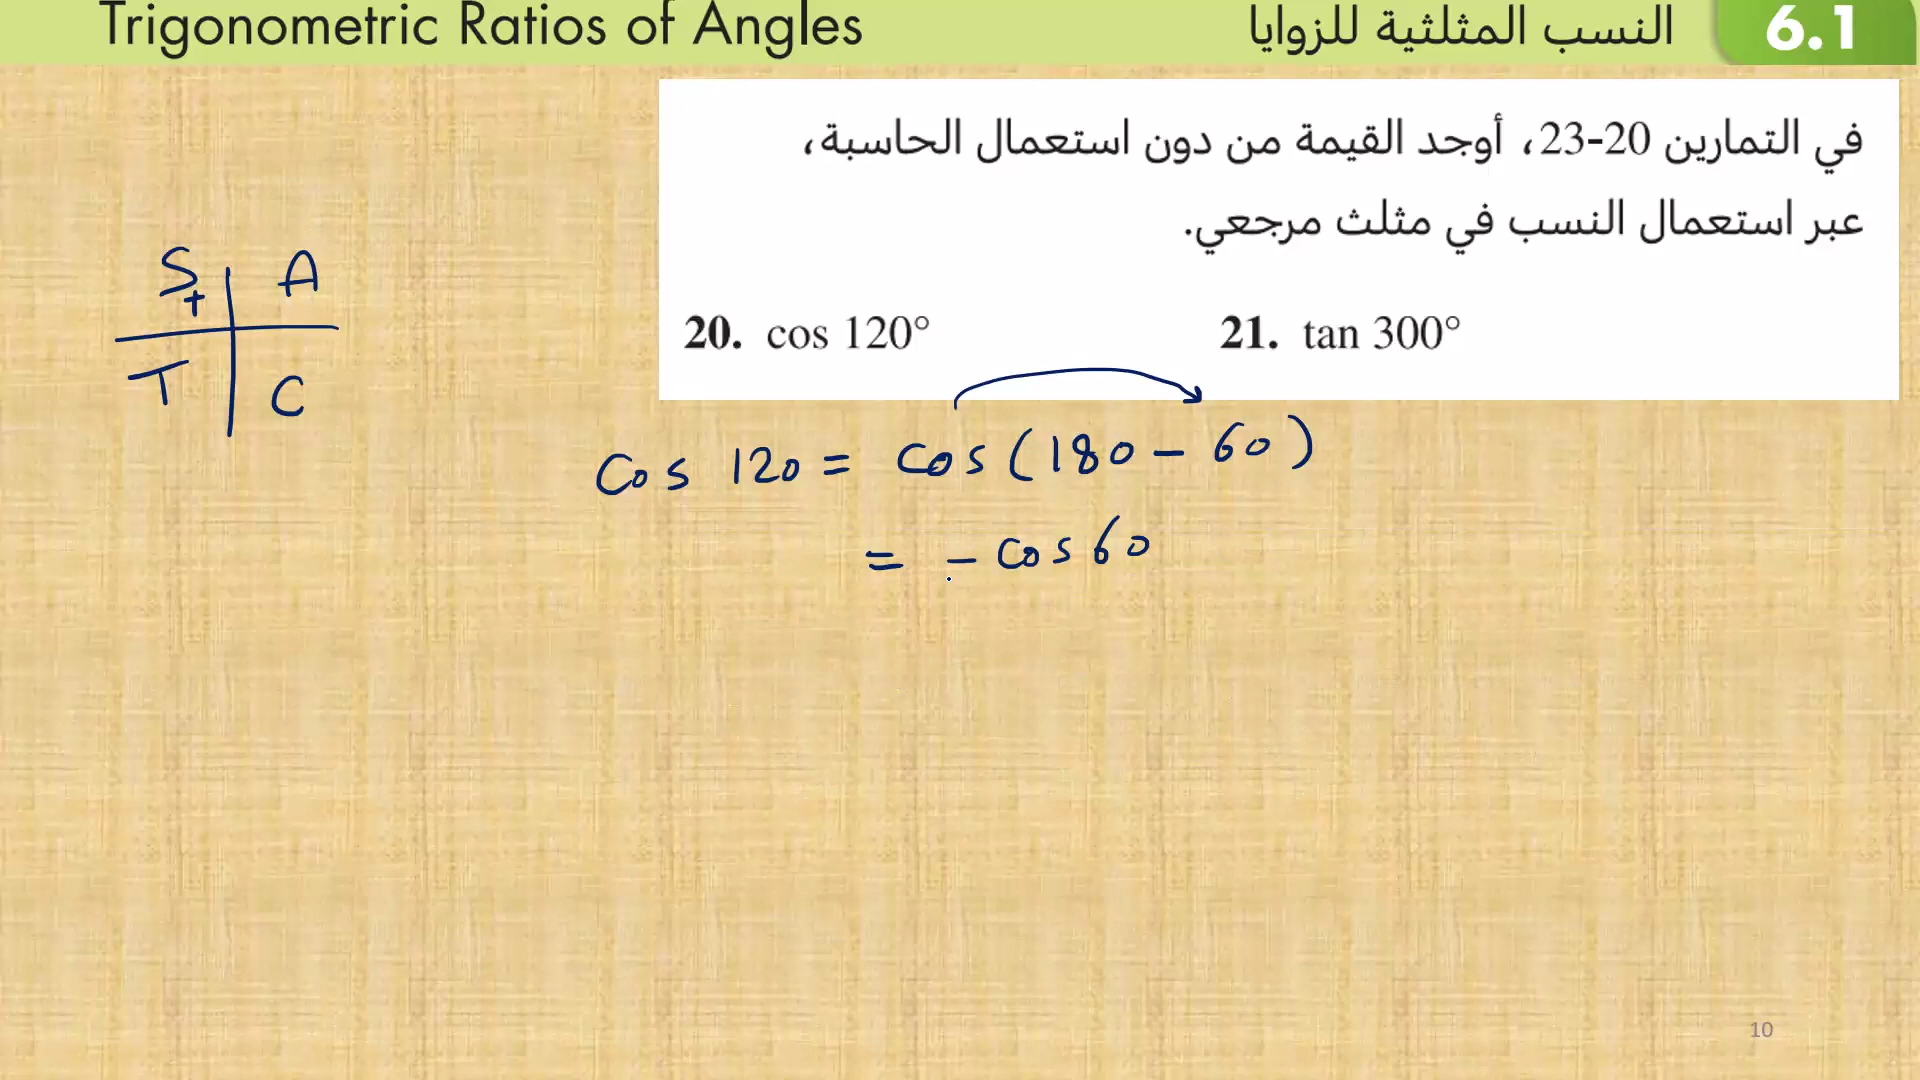 Trigonometric Ratios of Angles
النسب المثلثية للزوايا
6.1
في التمارين 20-23، أوجد القيمة من دون استعمال الحاسبة،
عبر استعمال النسب في مثلث مرجعي.
20. cos 120°
21. tan 300°
S+ A
T C
Cos 120 = cos(180 - 60)
= - cos 60
10